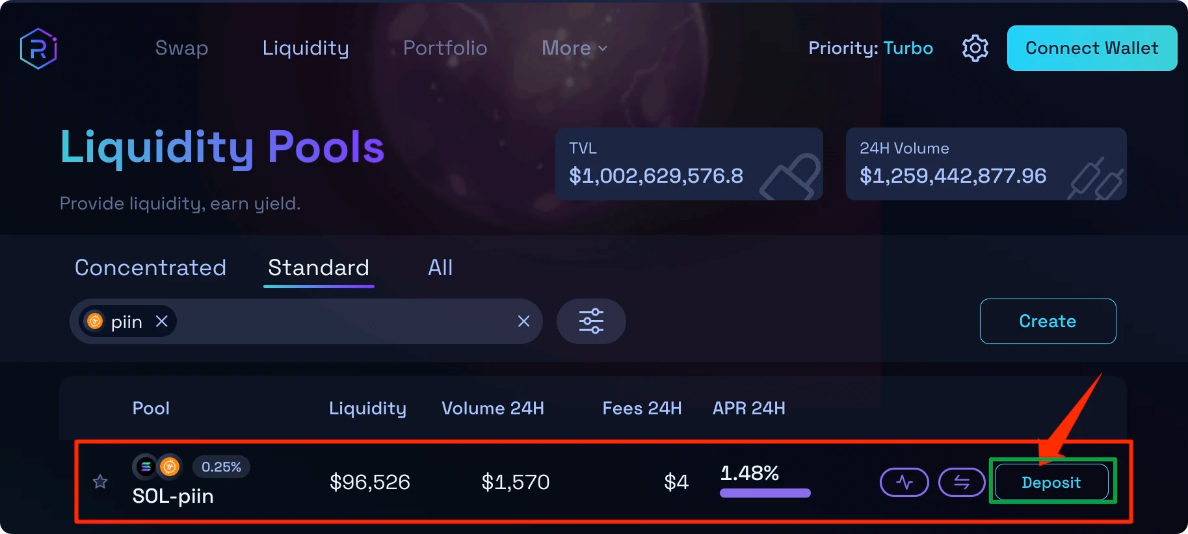 Swap Liquidity Portfolio More Priority: Turbo Connect Wallet
Liquidity Pools
Provide liquidity, earn yield.
TVL
$1,002,629,576.8
24H Volume
$1,259,442,877.96
Concentrated Standard All
piin
Create
Pool Liquidity Volume 24H Fees 24H APR 24H
0.25%
SOL-piin $96,526 $1,570 $4 1.48% Deposit